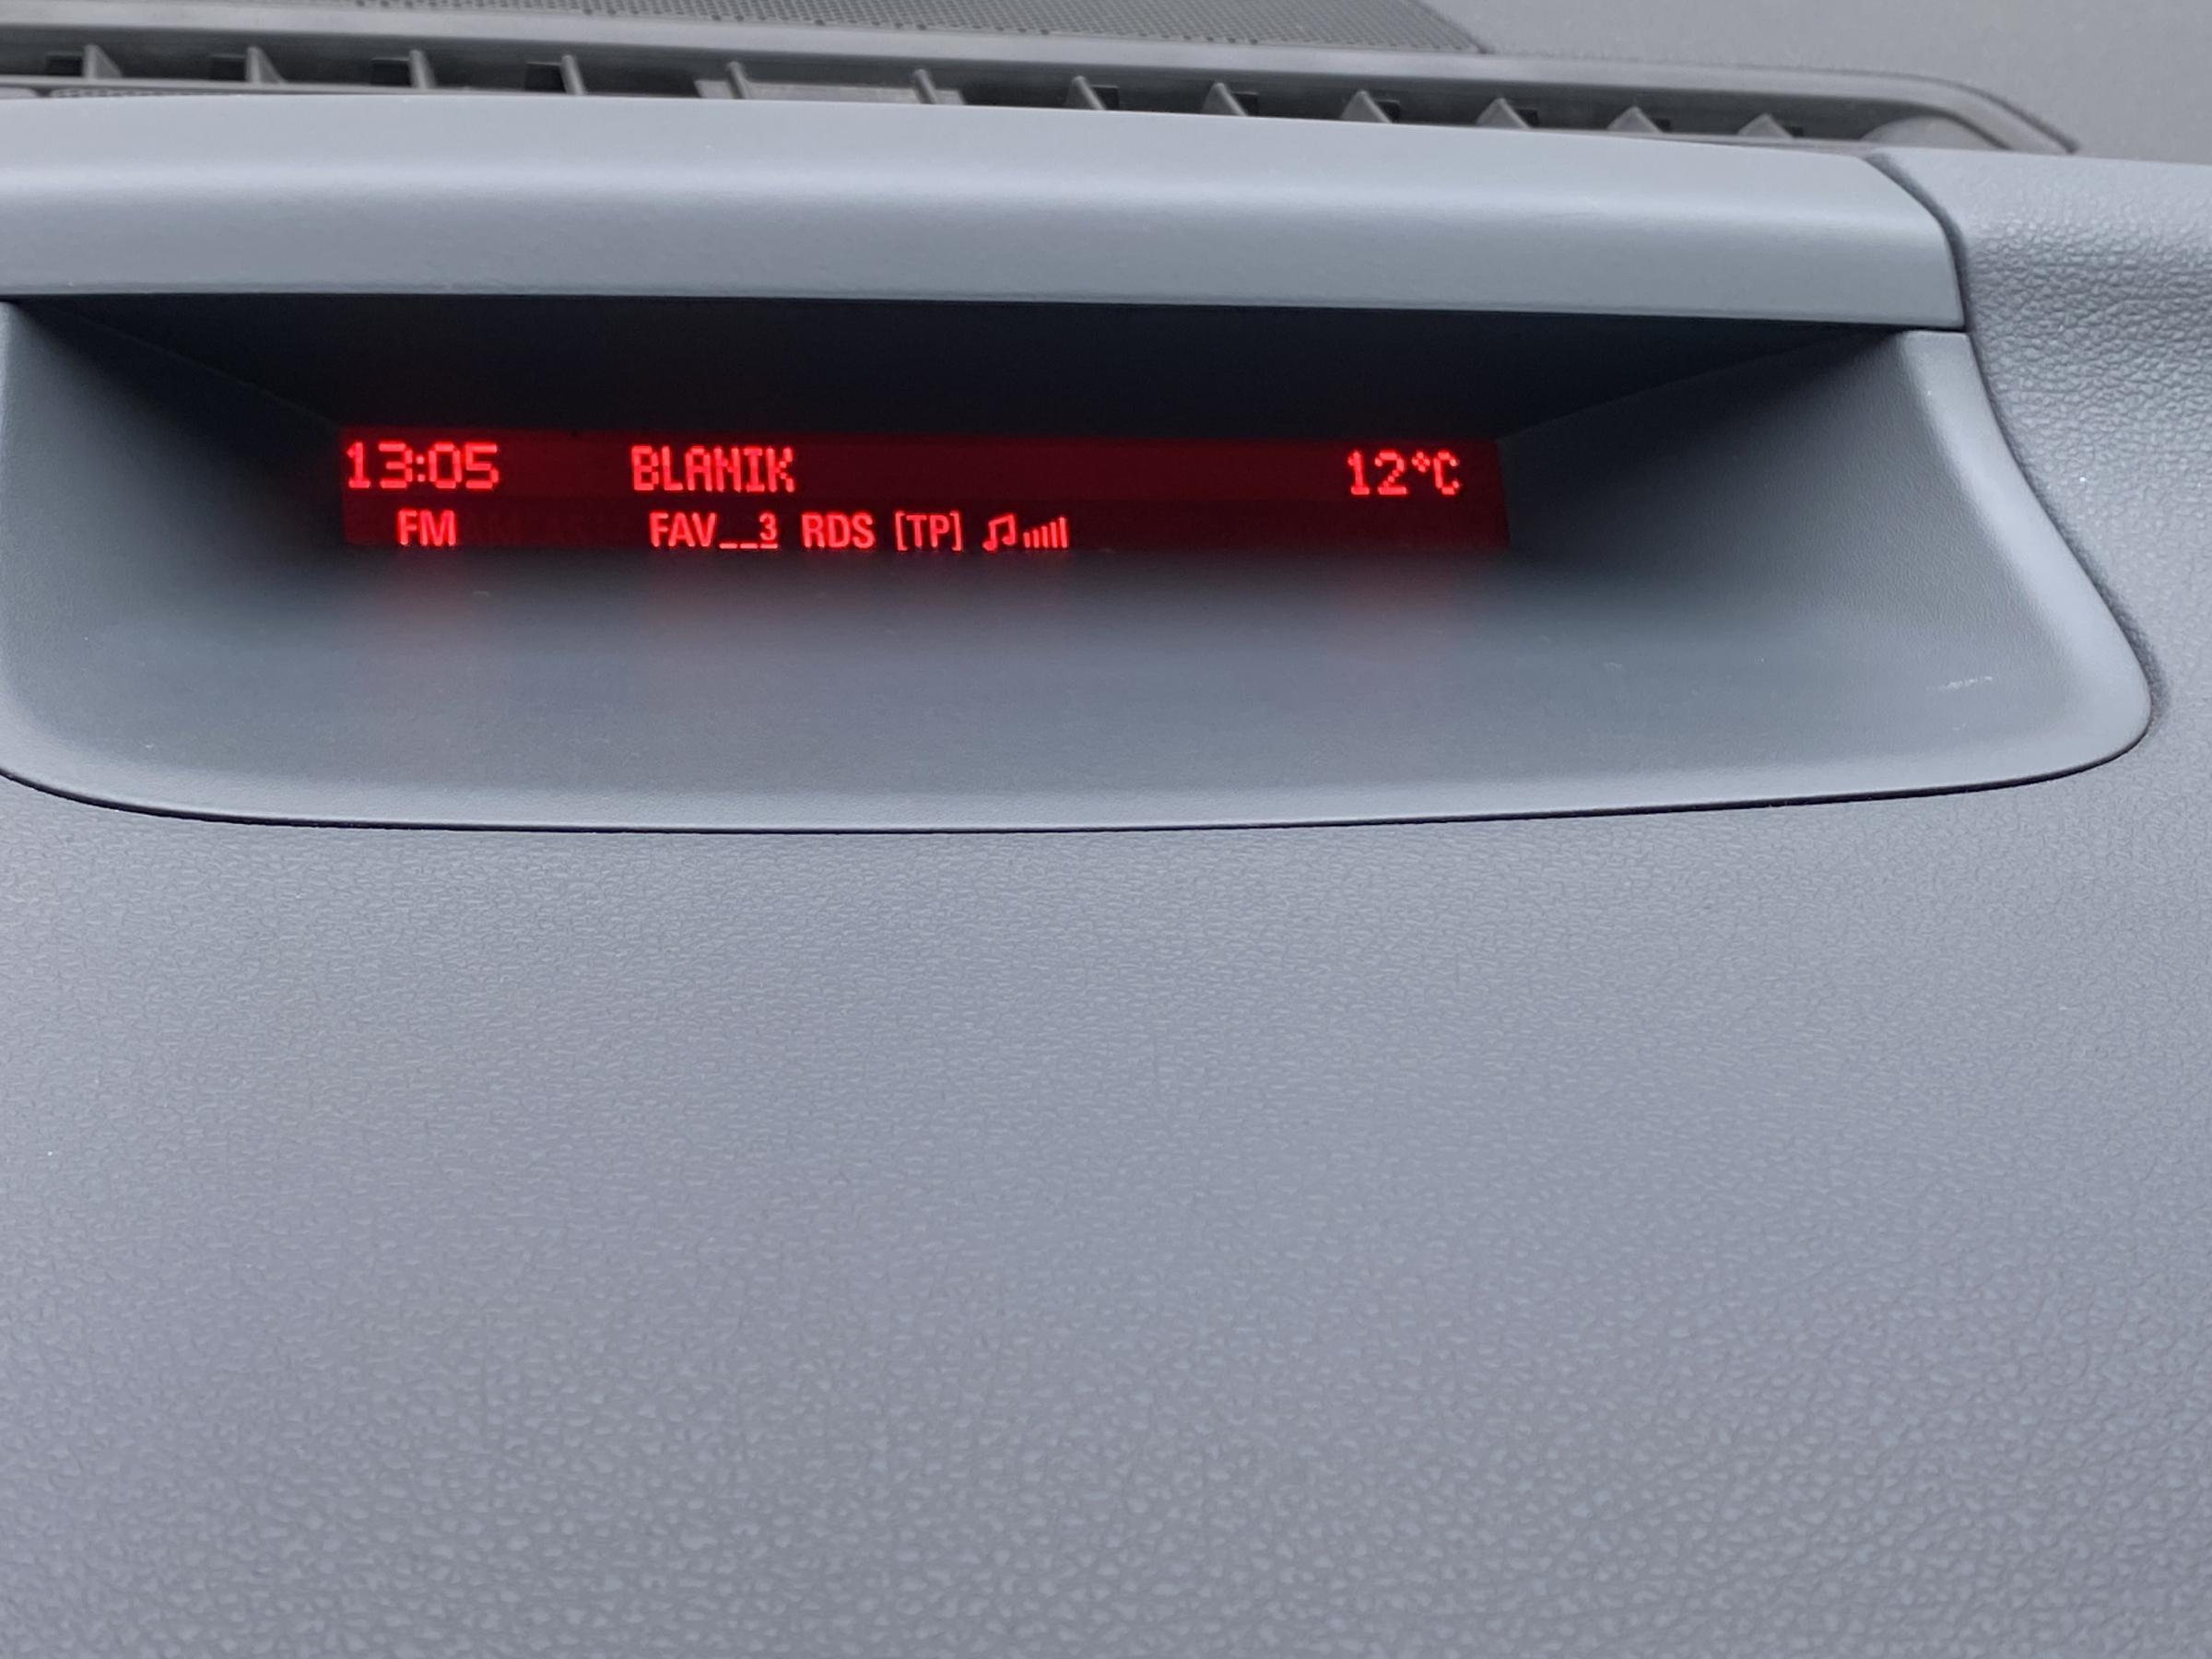 13:05 BLANIK 12°C
FM FAV__3 RDS [TP]